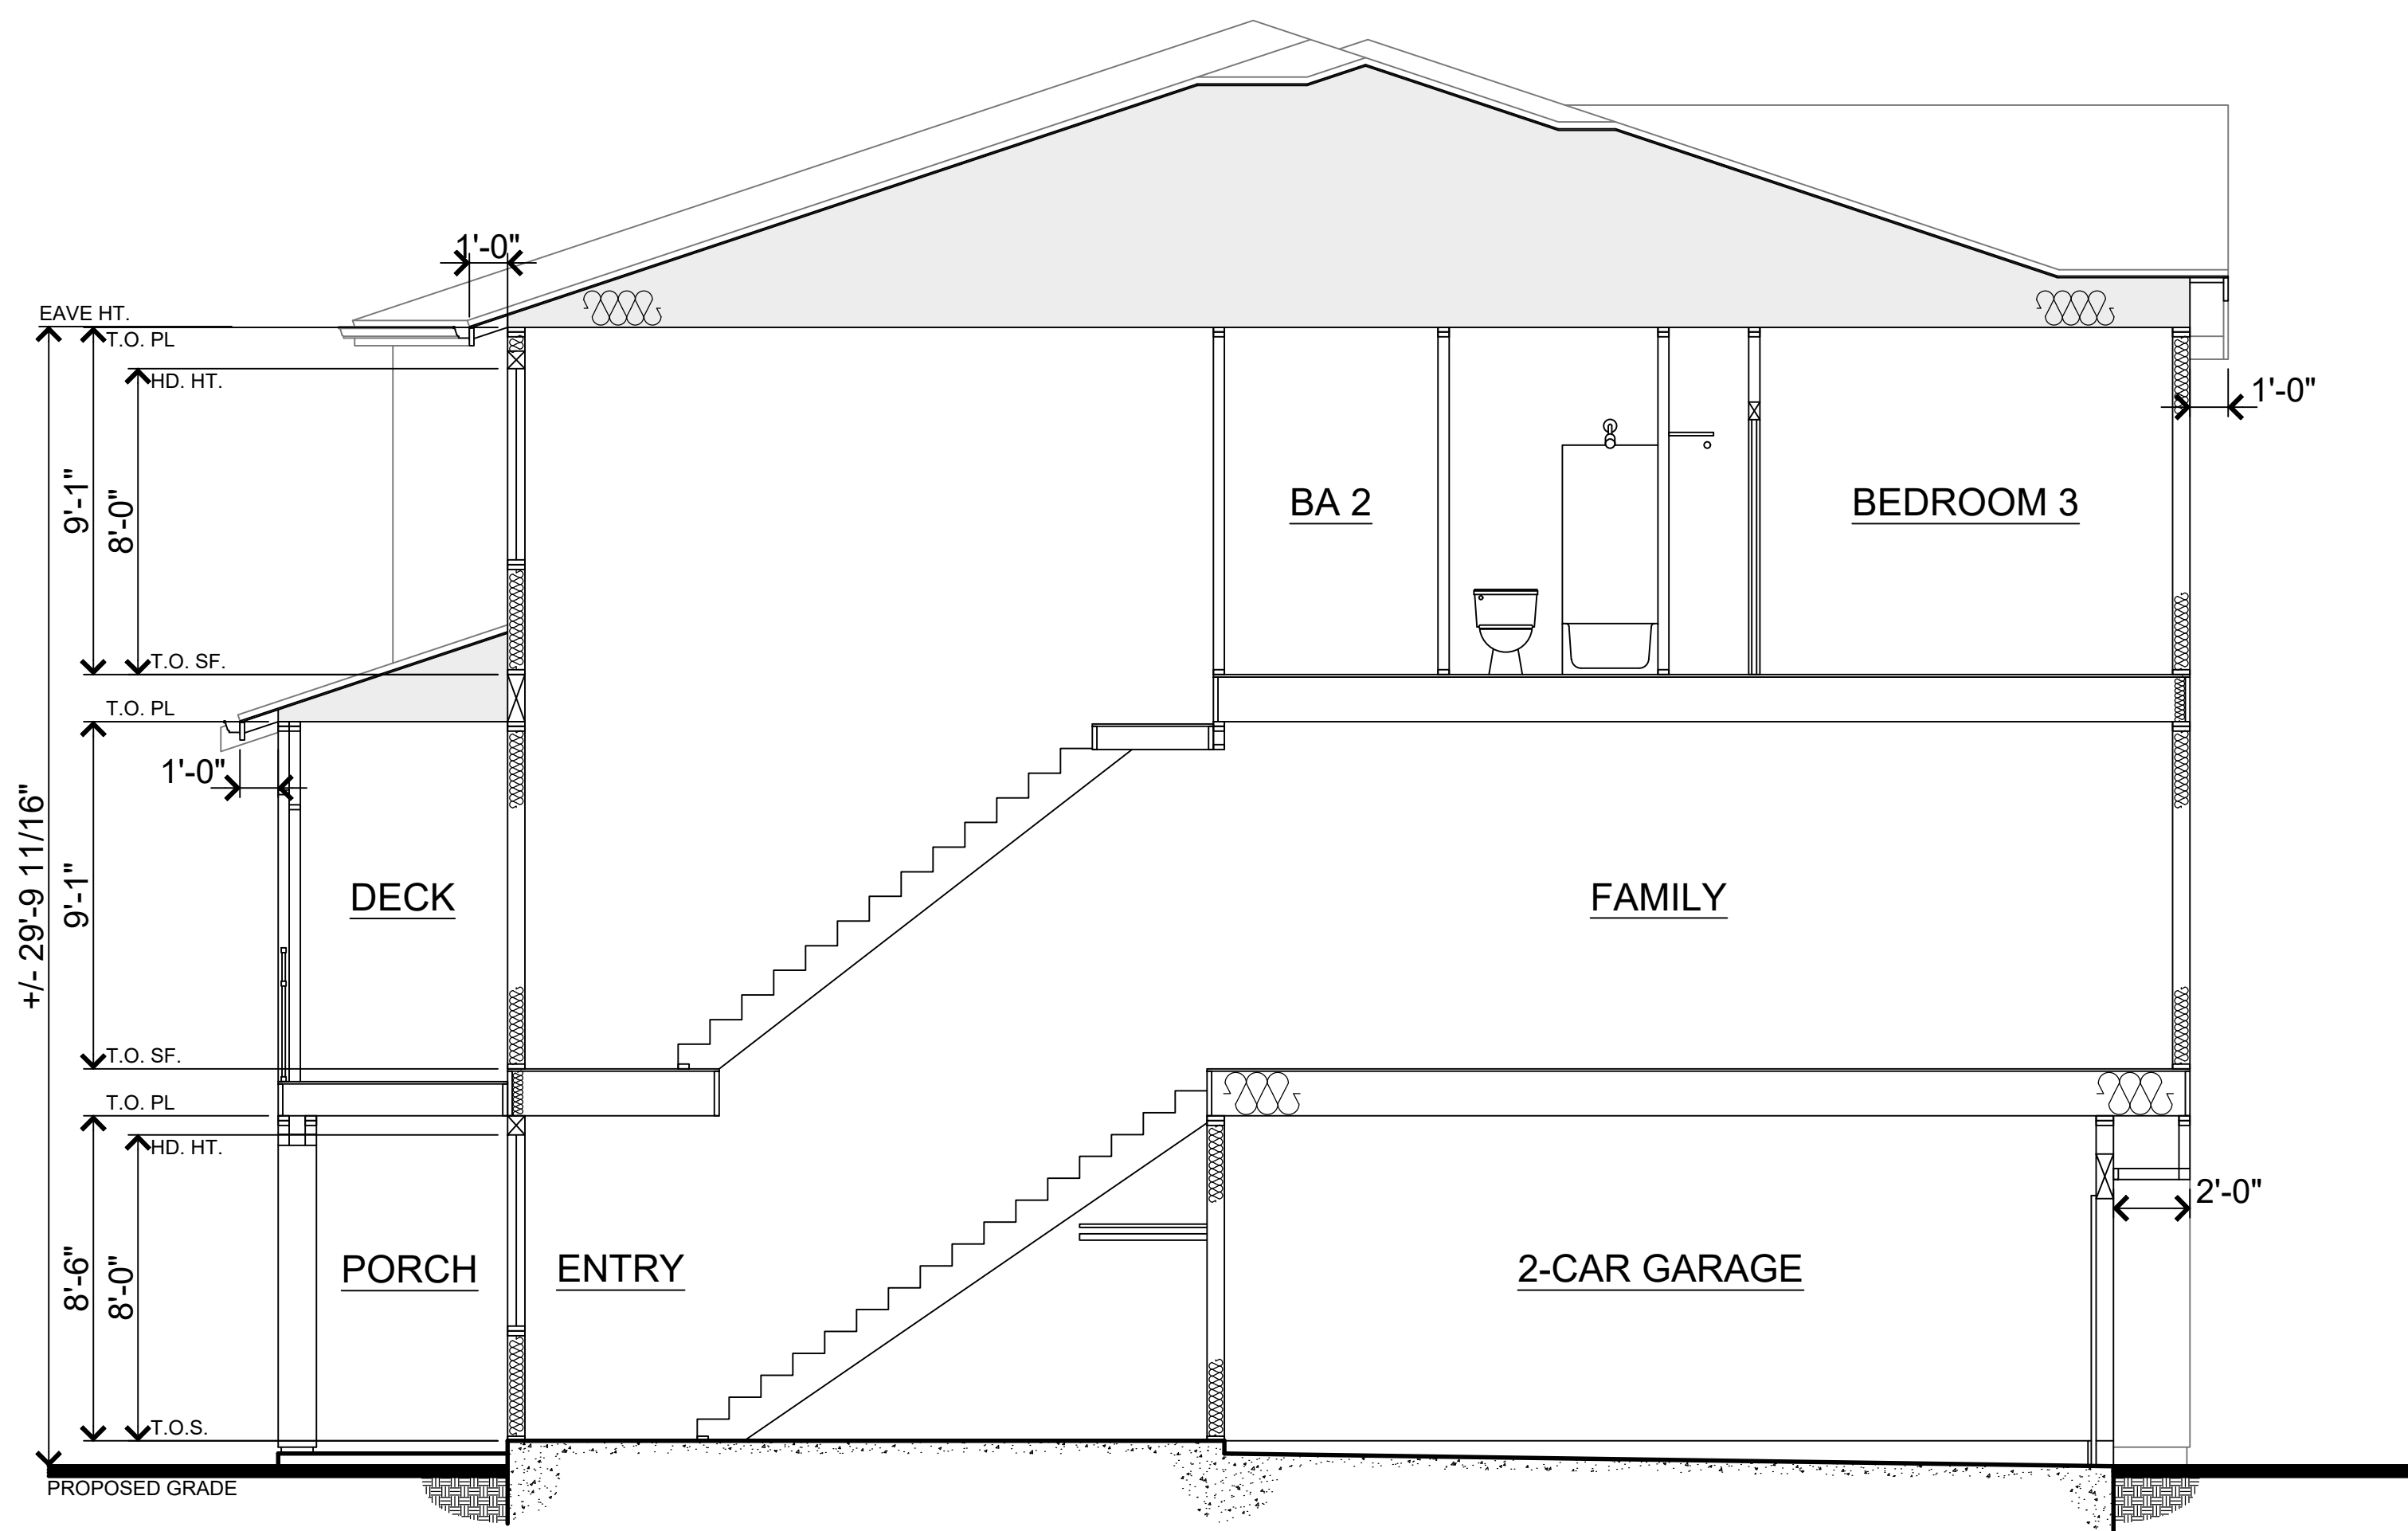 1'-0"
EAVE HT.
T.O. PL
HD. HT.
1'-0"
9'-1"
8'-0"
BA 2
BEDROOM 3
T.O. SF.
T.O. PL
1'-0"
+/- 29'-9 11/16"
9'-1"
DECK
FAMILY
T.O. SF.
T.O. PL
HD. HT.
2'-0"
8'-6"
8'-0"
PORCH
ENTRY
2-CAR GARAGE
T.O.S.
PROPOSED GRADE